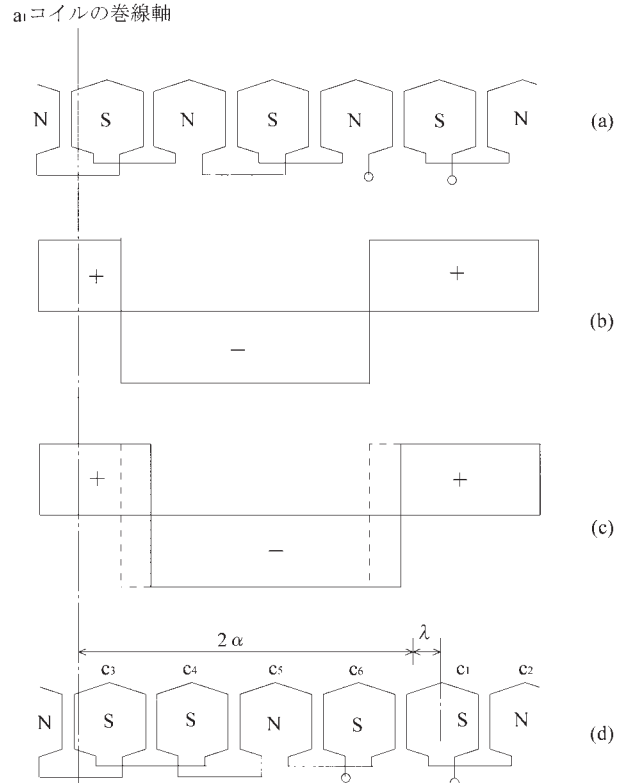 a₁コイルの巻線軸
N S N S N S N (a)
+ − + (b)
+ − + (c)
2α λ
c₃ c₄ c₅ c₆ c₁ c₂
N S S N S S N (d)